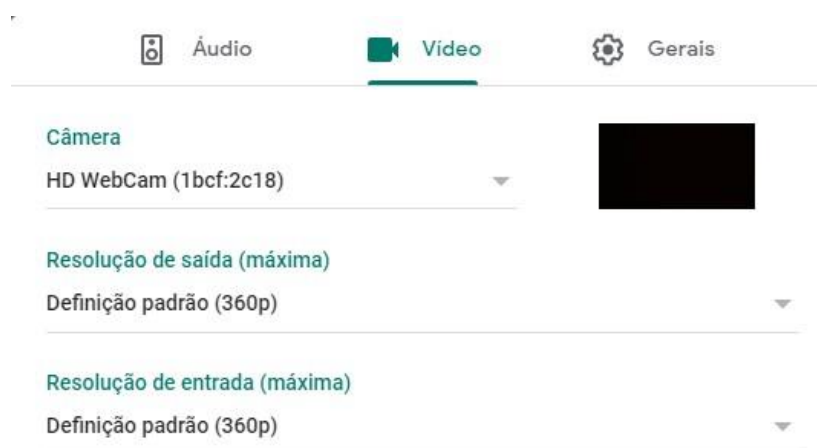 Áudio Vídeo Gerais
Câmera
HD WebCam (1bcf:2c18)
Resolução de saída (máxima)
Definição padrão (360p)
Resolução de entrada (máxima)
Definição padrão (360p)